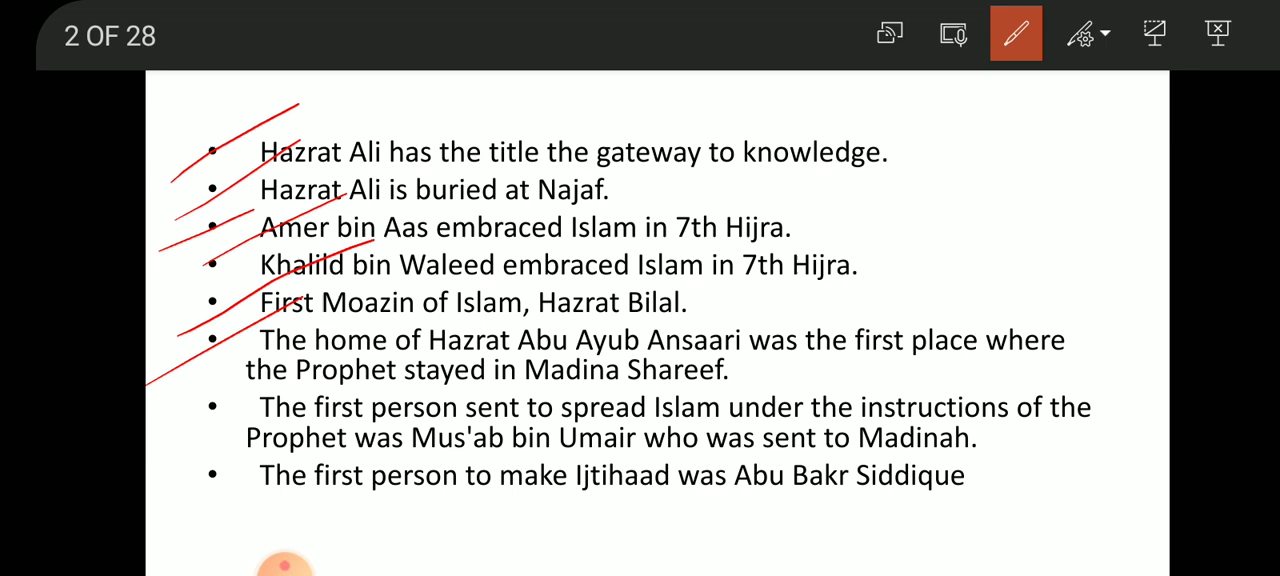 2 OF 28
• Hazrat Ali has the title the gateway to knowledge.
• Hazrat Ali is buried at Najaf.
• Amer bin Aas embraced Islam in 7th Hijra.
• Khalild bin Waleed embraced Islam in 7th Hijra.
• First Moazin of Islam, Hazrat Bilal.
• The home of Hazrat Abu Ayub Ansaari was the first place where
the Prophet stayed in Madina Shareef.
• The first person sent to spread Islam under the instructions of the
Prophet was Mus'ab bin Umair who was sent to Madinah.
• The first person to make Ijtihaad was Abu Bakr Siddique